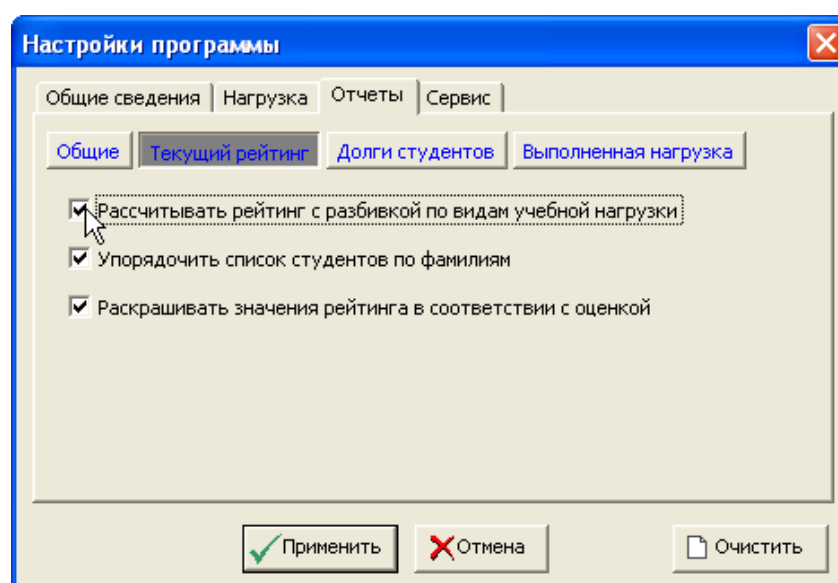 Настройки программы
Общие сведения Нагрузка Отчеты Сервис
Общие Текущий рейтинг Долги студентов Выполненная нагрузка
Рассчитывать рейтинг с разбивкой по видам учебной нагрузки
Упорядочить список студентов по фамилиям
Раскрашивать значения рейтинга в соответствии с оценкой
Применить Отмена Очистить